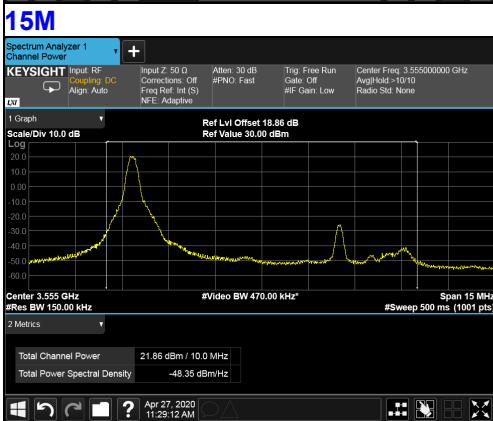 15M
Spectrum Analyzer 1
Channel Power
+
KEYSIGHT
Input: RF
Coupling: DC
Align: Auto
Input Z: 50 Ω
Corrections: Off
Freq Ref: Int (S)
NFE: Adaptive
Atten: 30 dB
#PNO: Fast
Trig: Free Run
Gate: Off
#IF Gain: Low
Center Freq: 3.555000000 GHz
Avg|Hold:>10/10
Radio Std: None
LXI
1 Graph
Scale/Div 10.0 dB
Ref Lvl Offset 18.86 dB
Ref Value 30.00 dBm
Log
20.0
10.0
0.00
-10.0
-20.0
-30.0
-40.0
-50.0
-60.0
Center 3.555 GHz
#Video BW 470.00 kHz*
Span 15 MHz
#Res BW 150.00 kHz
#Sweep 500 ms (1001 pts)
2 Metrics
Total Channel Power 21.86 dBm / 10.0 MHz
Total Power Spectral Density -48.35 dBm/Hz
?
Apr 27, 2020
11:29:12 AM